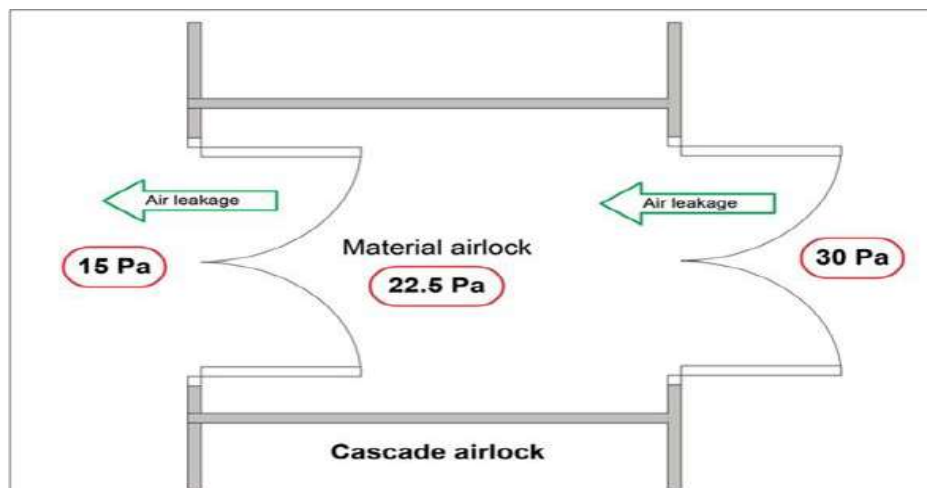 Air leakage
Air leakage
Material airlock
15 Pa
22.5 Pa
30 Pa
Cascade airlock